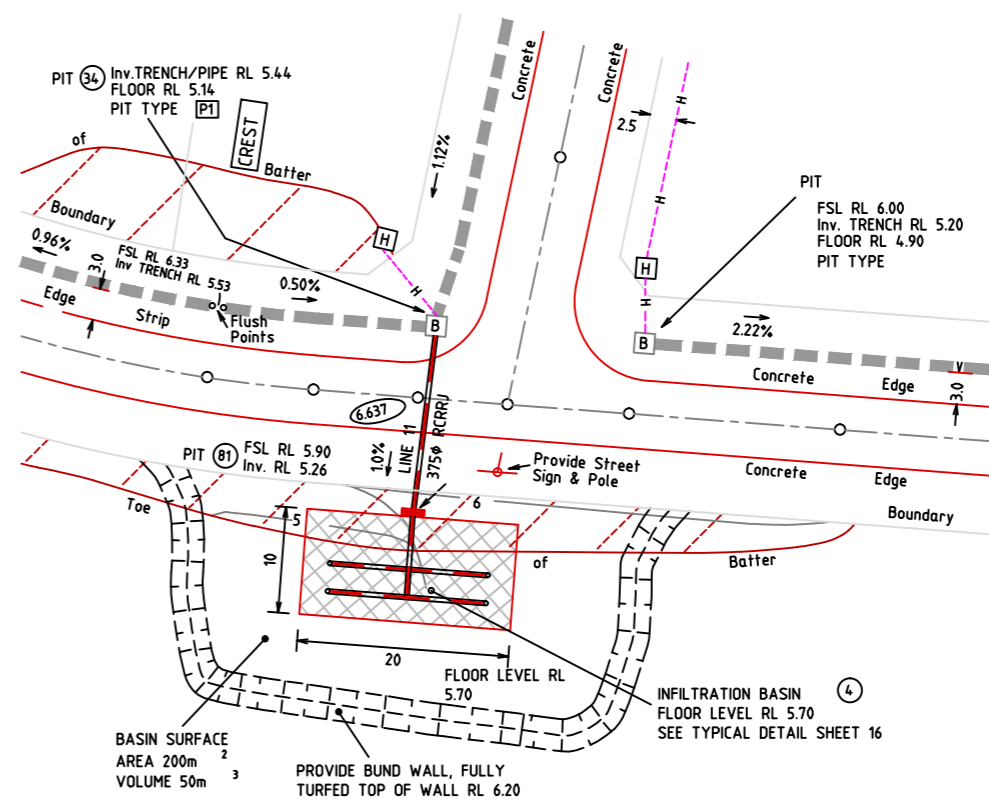 Concrete
Concrete
PIT 34 Inv.TRENCH/PIPE RL 5.44
FLOOR RL 5.14
PIT TYPE P1
CREST
of
Batter
1.12%
2.5
H
H
H
PIT
FSL RL 6.00
Inv. TRENCH RL 5.20
FLOOR RL 4.90
PIT TYPE
Boundary
0.96%
3.0
FSL RL 6.33
Inv TRENCH RL 5.53
0.50%
H
H
H
H
B
B
Edge
Strip
Flush
Points
2.22%
Concrete
Edge
3.0
6.637
PIT 81 FSL RL 5.90
Inv. RL 5.26
1.0%
LINE 11
375Φ RCRRJ
Provide Street
Sign & Pole
Concrete
Edge
Boundary
Toe
5
6
of
Batter
10
20
FLOOR LEVEL RL
5.70
INFILTRATION BASIN 4
FLOOR LEVEL RL 5.70
SEE TYPICAL DETAIL SHEET 16
BASIN SURFACE
AREA 200m 2
VOLUME 50m 3
PROVIDE BUND WALL, FULLY
TURFED TOP OF WALL RL 6.20